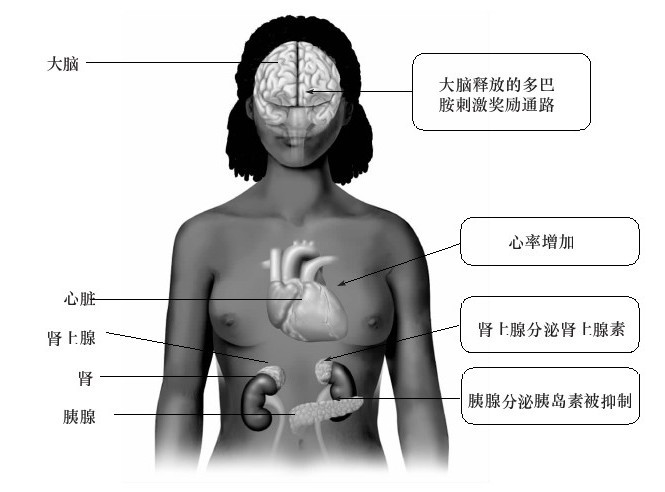 大脑
大脑释放的多巴
胺刺激奖励通路
心率增加
心脏
肾上腺
肾上腺分泌肾上腺素
肾
胰腺分泌胰岛素被抑制
胰腺